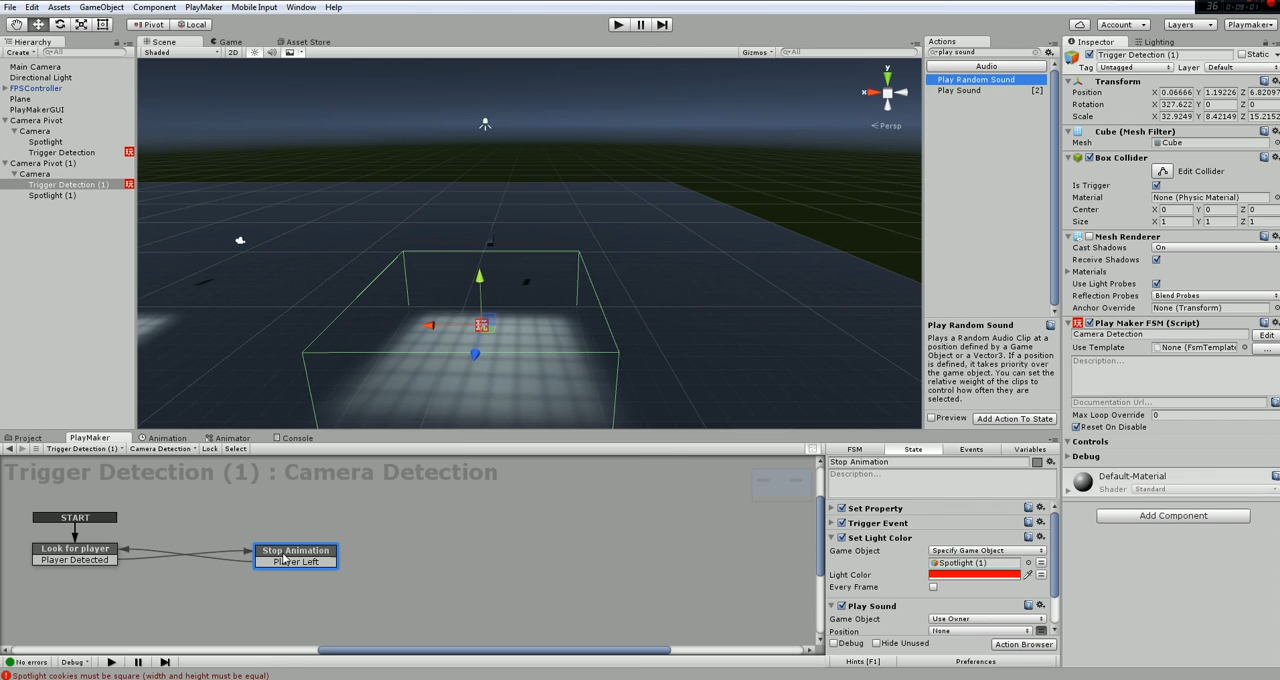 File Edit Assets GameObject Component PlayMaker Mobile Input Window Help
Pivot Local Account Layers Playmaker
Hierarchy
Create All
Main Camera
Directional Light
FPSController
Plane
PlayMakerGUI
Camera Pivot
Camera
Spotlight
Trigger Detection
Camera Pivot (1)
Camera
Trigger Detection (1)
Spotlight (1)
Scene Game Asset Store
Shaded 2D Gizmos All
y
x
Persp
Actions
play sound
Audio
Play Random Sound
Play Sound [2]
Play Random Sound
Plays a Random Audio Clip at a
position defined by a Game
Object or a Vector3. If a position
is defined, it takes priority over
the game object. You can set the
relative weight of the clips to
control how often they are
selected.
Preview Add Action To State
Inspector Lighting
Trigger Detection (1) Static
Tag Untagged Layer Default
Transform
Position X 0.06666 Y 1.19226 Z 6.82097
Rotation X 327.622 Y 0 Z 0
Scale X 32.9249 Y 8.42149 Z 15.2152
Cube (Mesh Filter)
Mesh Cube
Box Collider
Edit Collider
Is Trigger
Material None (Physic Material)
Center X 0 Y 0 Z 0
Size X 1 Y 1 Z 1
Mesh Renderer
Cast Shadows On
Receive Shadows
Materials
Use Light Probes
Reflection Probes Blend Probes
Anchor Override None (Transform)
Play Maker FSM (Script)
Camera Detection Edit
Use Template None (FsmTemplat
Description...
Documentation Url...
Max Loop Override 0
Reset On Disable
Controls
Debug
Default-Material
Shader Standard
Add Component
Project PlayMaker Animation Animator Console
Trigger Detection (1) Camera Detection Lock Select
Trigger Detection (1) : Camera Detection
START
Look for player
Player Detected
Stop Animation
Player Left
FSM State Events Variables
Stop Animation
Description...
Set Property
Trigger Event
Set Light Color
Game Object Specify Game Object
Spotlight (1)
Light Color
Every Frame
Play Sound
Game Object Use Owner
Position None
Debug Hide Unused Action Browser
No errors Debug Hints [F1] Preferences
Spotlight cookies must be square (width and height must be equal)